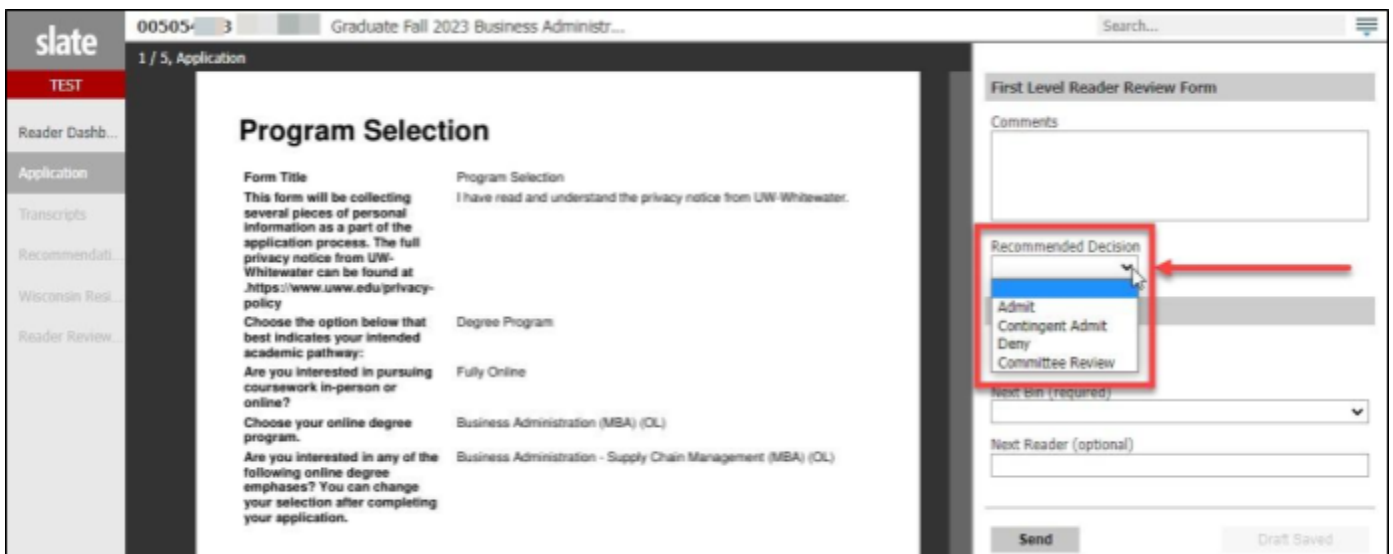 slate
TEST
Reader Dashb...
Application
Transcripts
Recommendati...
Wisconsin Resi...
Reader Review...
Graduate Fall 2023 Business Administr...
Search...
1 / 5, Application
Program Selection
Form Title Program Selection
This form will be collecting I have read and understand the privacy notice from UW-Whitewater.
several pieces of personal
information as a part of the
application process. The full
privacy notice from UW-
Whitewater can be found at
.https://www.uww.edu/privacy-
policy
Choose the option below that Degree Program
best indicates your intended
academic pathway:
Are you interested in pursuing Fully Online
coursework in-person or
online?
Choose your online degree Business Administration (MBA) (OL)
program.
Are you interested in any of the Business Administration - Supply Chain Management (MBA) (OL)
following online degree
emphases? You can change
your selection after completing
your application.
First Level Reader Review Form
Comments
Recommended Decision
Admit
Contingent Admit
Deny
Committee Review
Next Bin (required)
Next Reader (optional)
Send
Draft Saved